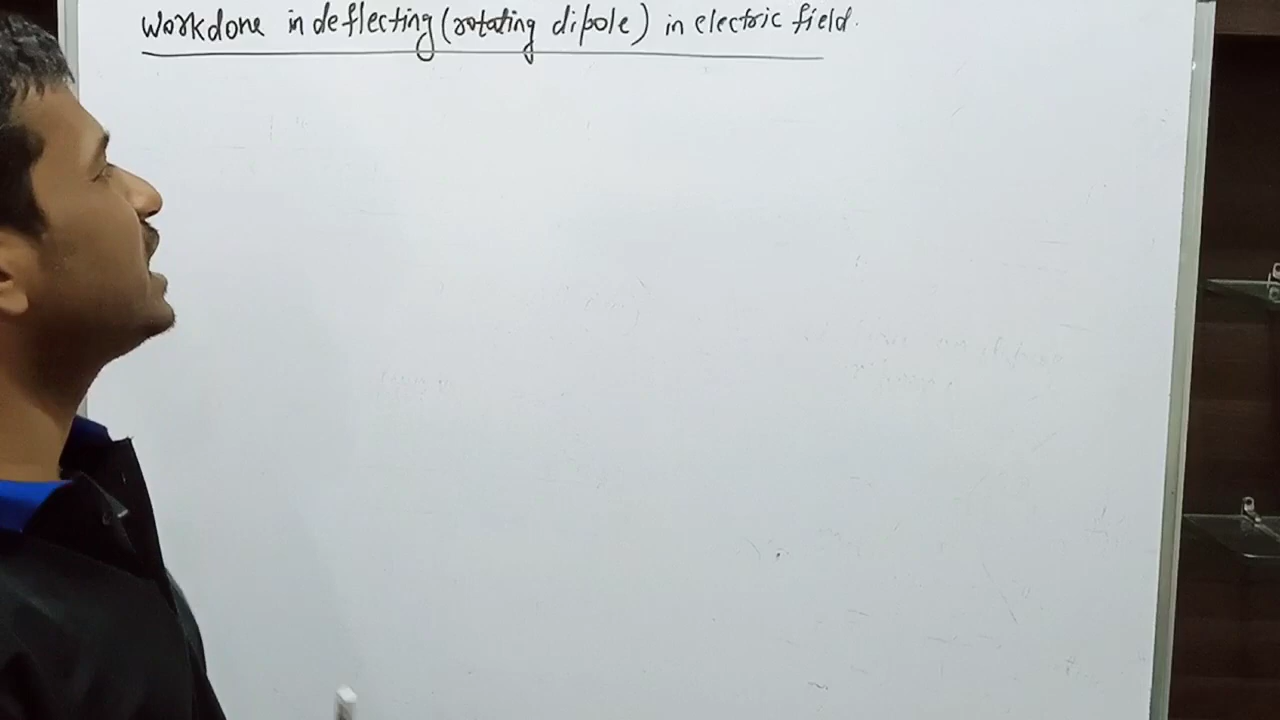 Workdone in deflecting (rotating dipole) in electric field.